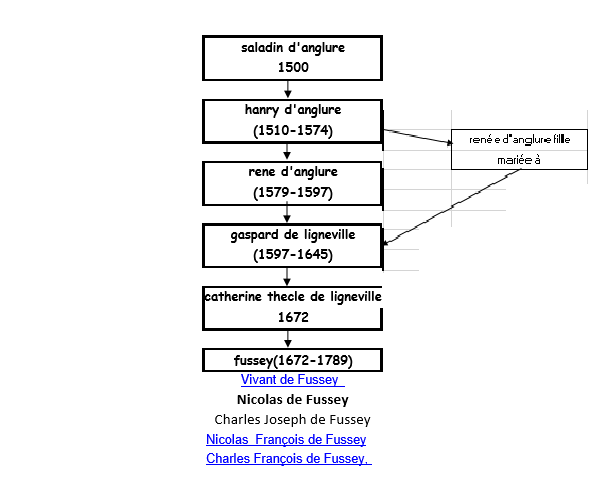 saladin d'anglure
1500
hanry d'anglure
(1510-1574)
renée d'anglure fille
mariée à
rene d'anglure
(1579-1597)
gaspard de ligneville
(1597-1645)
catherine thecle de ligneville
1672
fussey(1672-1789)
Vivant de Fussey
Nicolas de Fussey
Charles Joseph de Fussey
Nicolas François de Fussey
Charles François de Fussey.